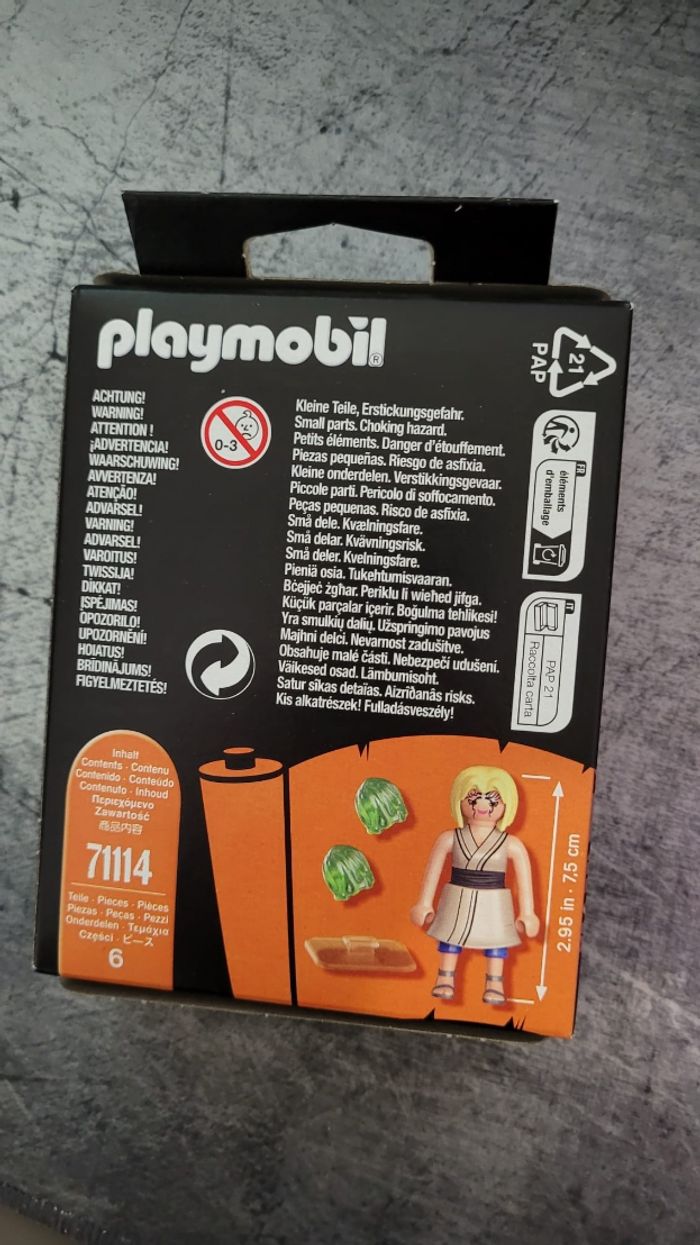 playmobil®
ACHTUNG!
WARNING!
ATTENTION !
¡ADVERTENCIA!
WAARSCHUWING!
AVVERTENZA!
ATENÇÃO!
ADVARSEL!
VARNING!
ADVARSEL!
VAROITUS!
TWISSIJA!
DİKKAT!
ĮSPĖJIMAS!
OPOZORILO!
UPOZORNĚNÍ!
HOIATUS!
BRĪDINĀJUMS!
FIGYELMEZTETÉS!
0-3
Kleine Teile, Erstickungsgefahr.
Small parts. Choking hazard.
Petits éléments. Danger d'étouffement.
Piezas pequeñas. Riesgo de asfixia.
Kleine onderdelen. Verstikkingsgevaar.
Piccole parti. Pericolo di soffocamento.
Peças pequenas. Risco de asfixia.
Små dele. Kvælningsfare.
Små delar. Kvävningsrisk.
Små deler. Kvelningsfare.
Pieniä osia. Tukehtumisvaaran.
Bċejjeċ żgħar. Periklu li wieħed jifga.
Küçük parçalar içerir. Boğulma tehlikesi!
Yra smulkių dalių. Užspringimo pavojus
Majhni delci. Nevarnost zadušitve.
Obsahuje malé části. Nebezpečí udušení.
Väikesed osad. Lämbumisoht.
Satur sīkas detaļas. Aizrīšanās risks.
Kis alkatrészek! Fulladásveszély!
21
PAP
FR
éléments
d'emballage
IT
PAP 21
Raccolta carta
Inhalt
Contents · Contenu
Contenido · Conteúdo
Contenuto · Inhoud
Περιεχόμενο
Zawartość
商品内容
71114
Teile · Pieces · Pièces
Piezas · Peças · Pezzi
Onderdelen · Τεμάχια
Części · ピース
6
2.95 in · 7,5 cm